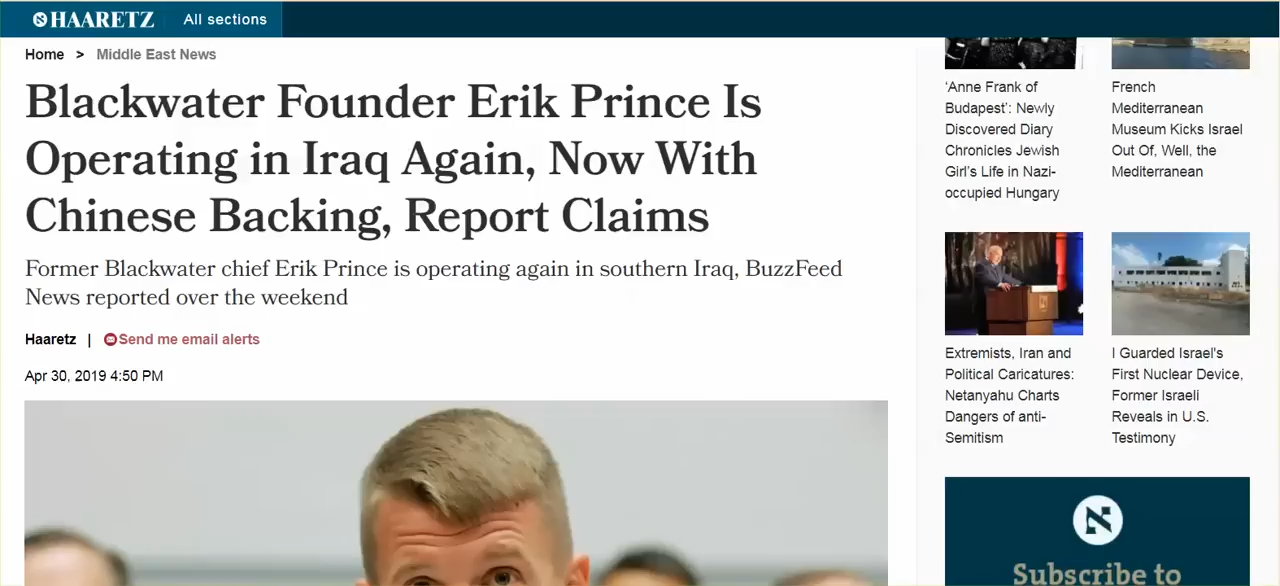 HAARETZ All sections
Home > Middle East News
Blackwater Founder Erik Prince Is
Operating in Iraq Again, Now With
Chinese Backing, Report Claims
Former Blackwater chief Erik Prince is operating again in southern Iraq, BuzzFeed
News reported over the weekend
Haaretz | Send me email alerts
Apr 30, 2019 4:50 PM
‘Anne Frank of
Budapest’: Newly
Discovered Diary
Chronicles Jewish
Girl’s Life in Nazi-
occupied Hungary
French
Mediterranean
Museum Kicks Israel
Out Of, Well, the
Mediterranean
Extremists, Iran and
Political Caricatures:
Netanyahu Charts
Dangers of anti-
Semitism
I Guarded Israel's
First Nuclear Device,
Former Israeli
Reveals in U.S.
Testimony
Subscribe to